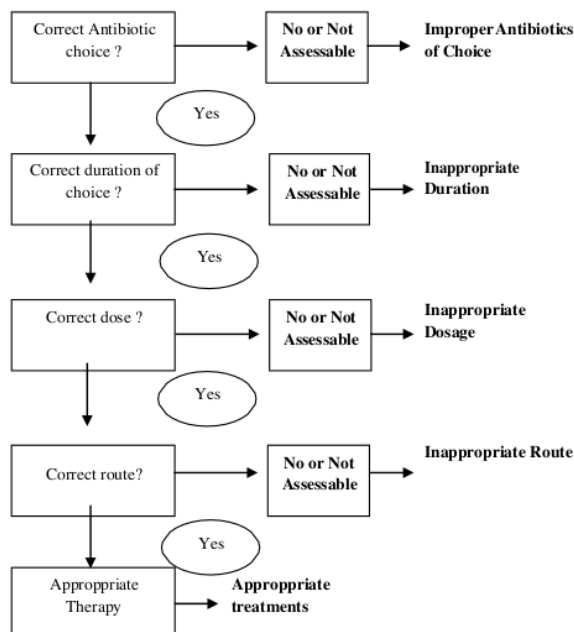 Correct Antibiotic
choice ?
No or Not
Assessable
Improper Antibiotics
of Choice
Yes
Correct duration of
choice ?
No or Not
Assessable
Inappropriate
Duration
Yes
Correct dose ?
No or Not
Assessable
Inappropriate
Dosage
Yes
Correct route?
No or Not
Assessable
Inappropriate Route
Yes
Approppriate
Therapy
Approppriate
treatments